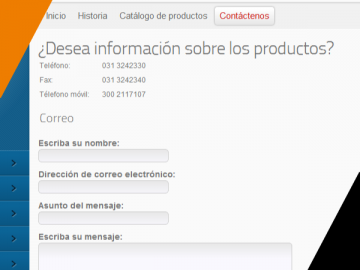 Inicio Historia Catálogo de productos Contáctenos
¿Desea información sobre los productos?
Teléfono: 031 3242330
Fax: 031 3242340
Télefono móvil: 300 2117107
Correo
Escriba su nombre:
Dirección de correo electrónico:
Asunto del mensaje:
Escriba su mensaje: